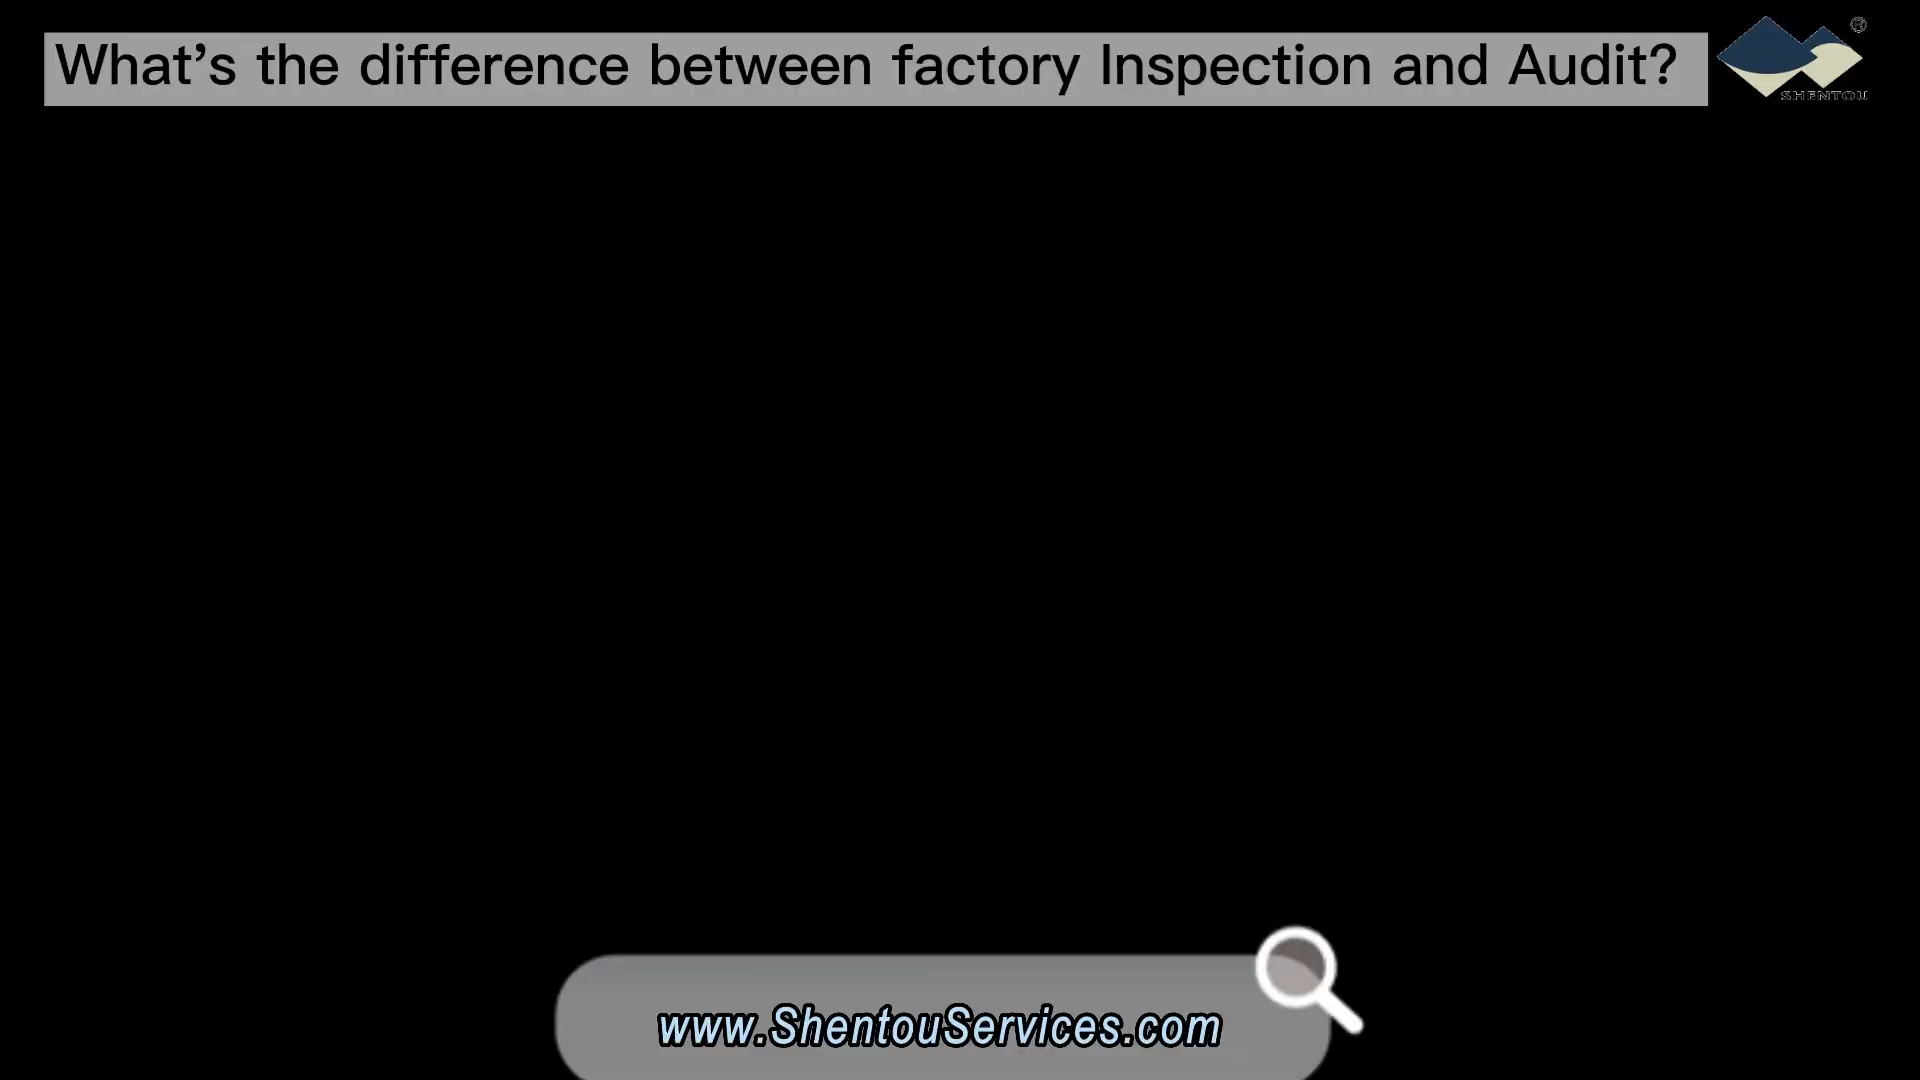 What’s the difference between factory Inspection and Audit?
®
SHENTOU
www.ShentouServices.com